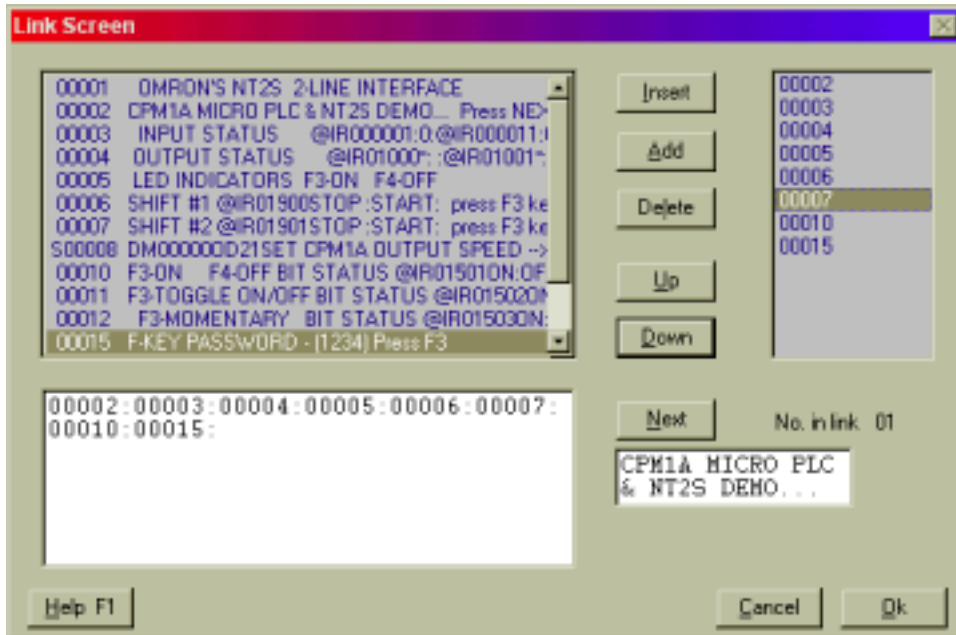 Link Screen
00001 OMRON'S NT2S 2-LINE INTERFACE
00002 CPM1A MICRO PLC & NT2S DEMO... Press NE>
00003 INPUT STATUS @IR000001:0:@IR000011:(
00004 OUTPUT STATUS @IR01000~: :@IR01001~:
00005 LED INDICATORS F3-ON F4-OFF
00006 SHIFT #1 @IR01900STOP :START: press F3 ke
00007 SHIFT #2 @IR01901STOP :START: press F3 ke
S00008 DM000000D21SET CPM1A OUTPUT SPEED -->
00010 F3-ON F4-OFF BIT STATUS @IR01501ON:OF
00011 F3-TOGGLE ON/OFF BIT STATUS @IR01502ON
00012 F3-MOMENTARY BIT STATUS @IR01503ON:
00015 F-KEY PASSWORD - (1234) Press F3
Insert
Add
Delete
Up
Down
00002
00003
00004
00005
00006
00007
00010
00015
00002:00003:00004:00005:00006:00007:
00010:00015:
Next
No. in link 01
CPM1A MICRO PLC
& NT2S DEMO...
Help F1
Cancel
Ok